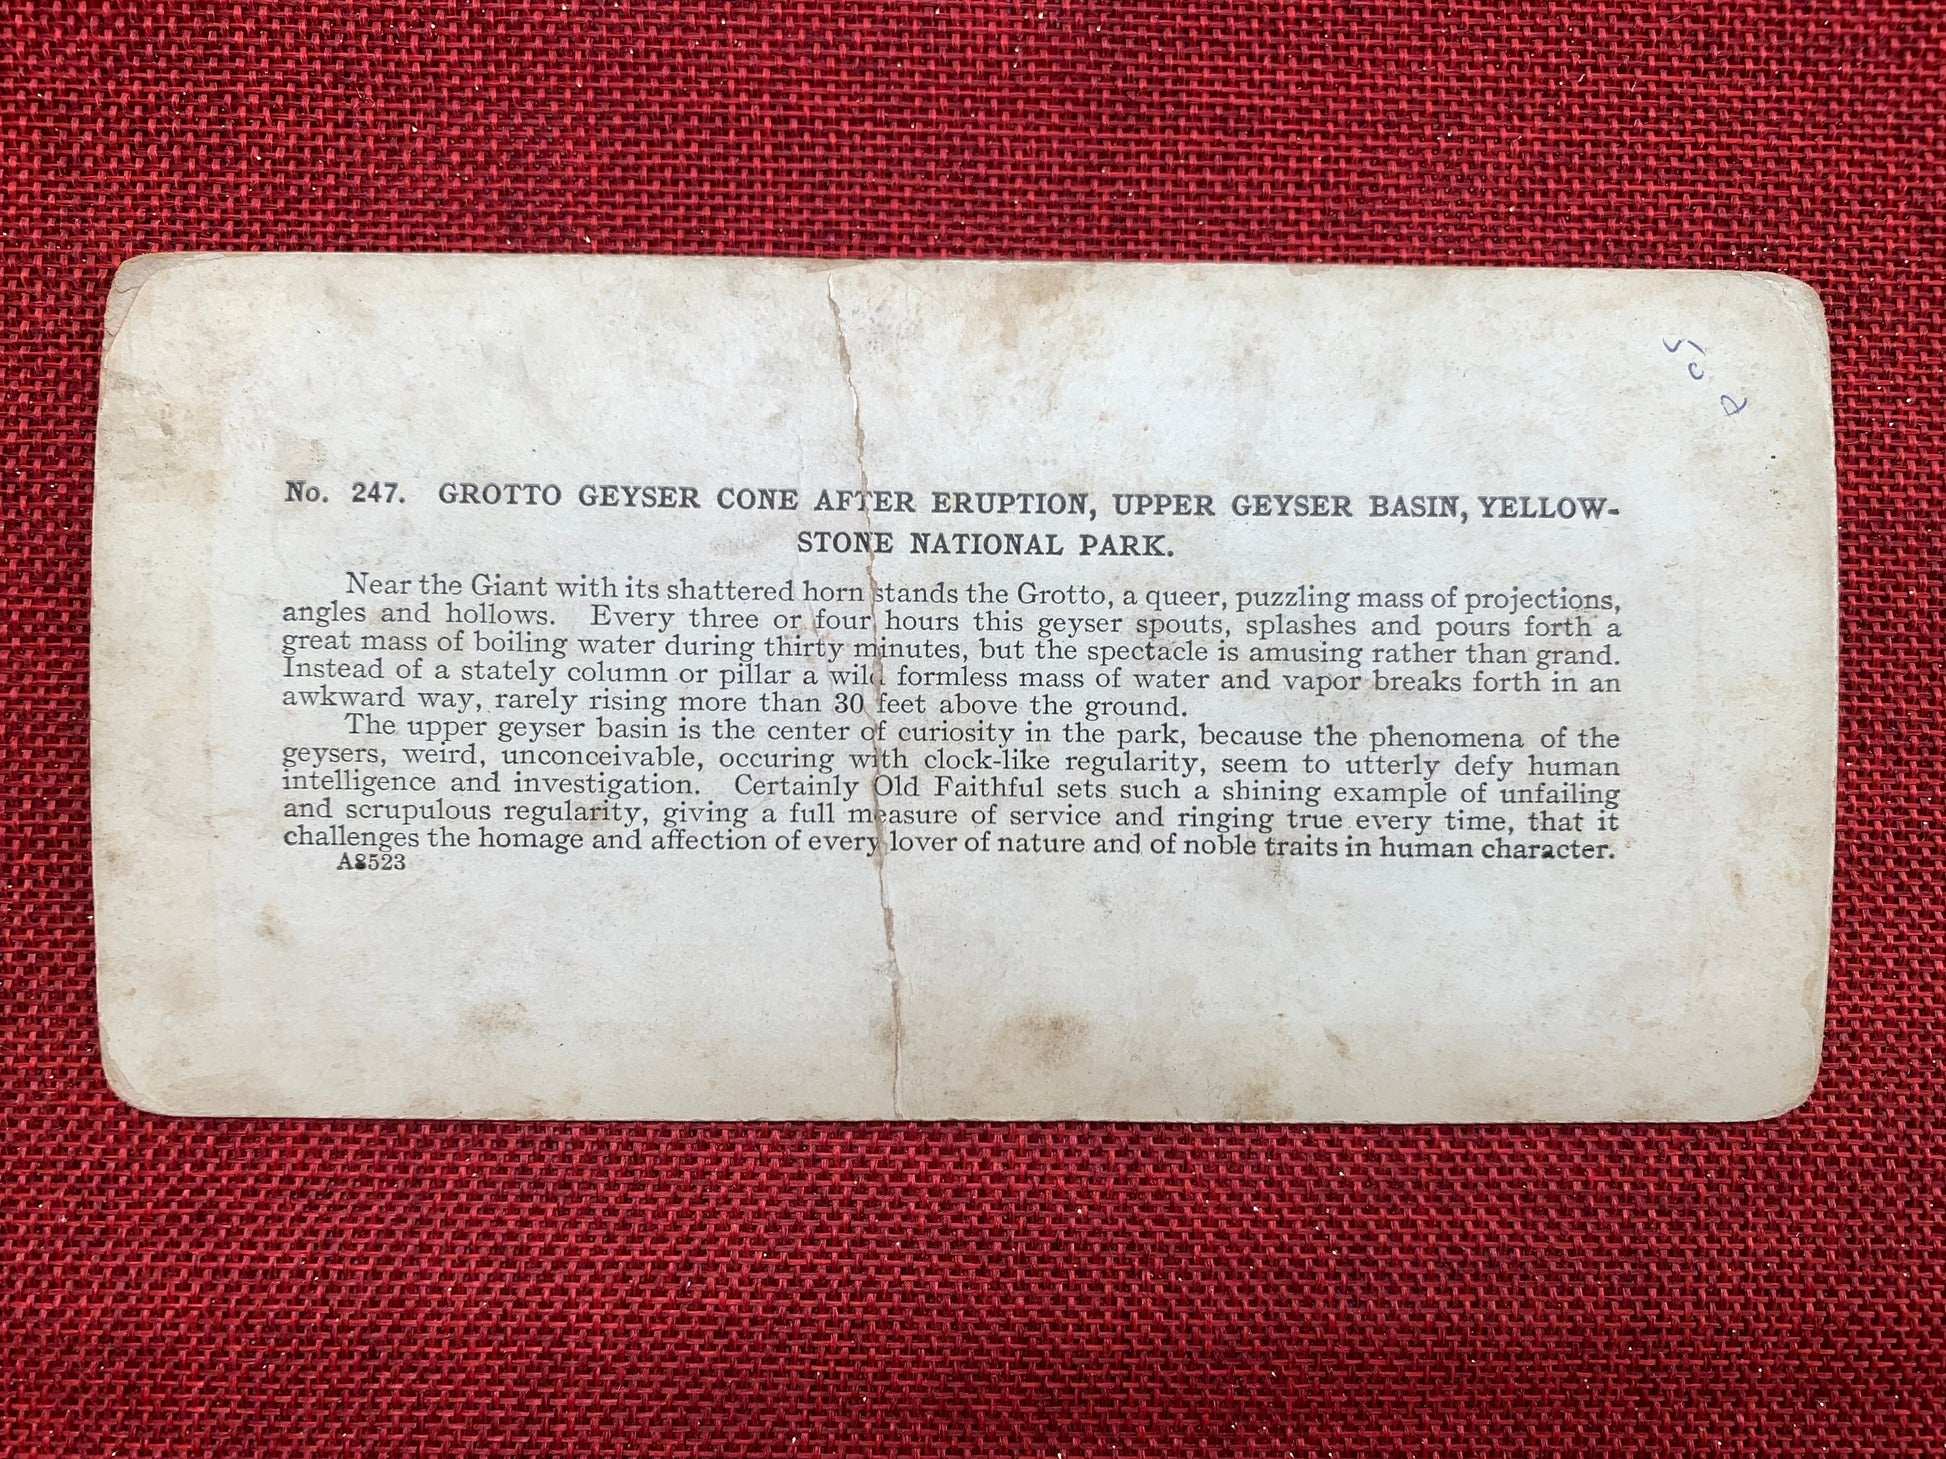 No. 247. GROTTO GEYSER CONE AFTER ERUPTION, UPPER GEYSER BASIN, YELLOW-
STONE NATIONAL PARK.
Near the Giant with its shattered horn stands the Grotto, a queer, puzzling mass of projections,
angles and hollows. Every three or four hours this geyser spouts, splashes and pours forth a
great mass of boiling water during thirty minutes, but the spectacle is amusing rather than grand.
Instead of a stately column or pillar a wild formless mass of water and vapor breaks forth in an
awkward way, rarely rising more than 30 feet above the ground.
The upper geyser basin is the center of curiosity in the park, because the phenomena of the
geysers, weird, unconceivable, occuring with clock-like regularity, seem to utterly defy human
intelligence and investigation. Certainly Old Faithful sets such a shining example of unfailing
and scrupulous regularity, giving a full measure of service and ringing true every time, that it
challenges the homage and affection of every lover of nature and of noble traits in human character.
A8523